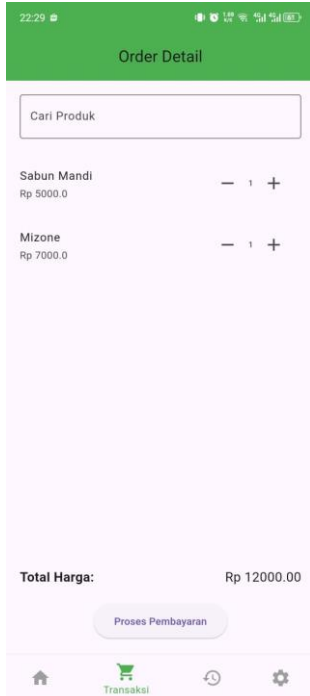 22:29
Order Detail
Cari Produk
Sabun Mandi
Rp 5000.0
1
Mizone
Rp 7000.0
1
Total Harga: Rp 12000.00
Proses Pembayaran
Transaksi